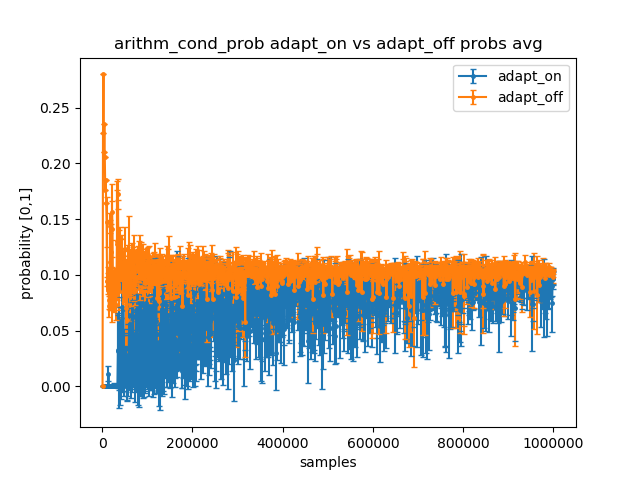 arithm_cond_prob adapt_on vs adapt_off probs avg
adapt_on
adapt_off
probability [0,1]
0.25
0.20
0.15
0.10
0.05
0.00
0 200000 400000 600000 800000 1000000
samples